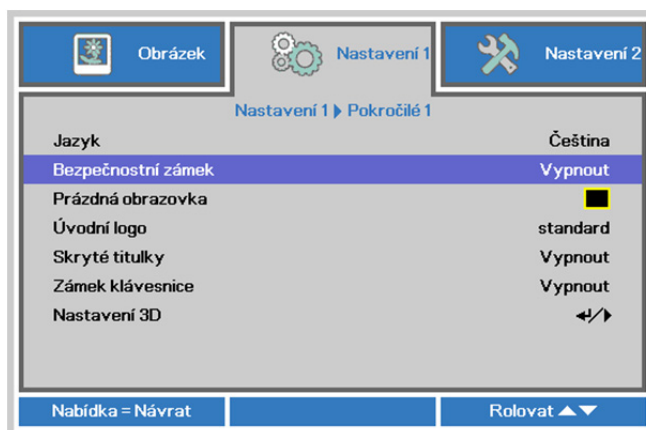 Obrázek
Nastavení 1
Nastavení 2
Nastavení 1 Pokročilé 1
Jazyk Čeština
Bezpečnostní zámek Vypnout
Prázdná obrazovka
Úvodní logo standard
Skryté titulky Vypnout
Zámek klávesnice Vypnout
Nastavení 3D
Nabídka = Návrat Rolovat